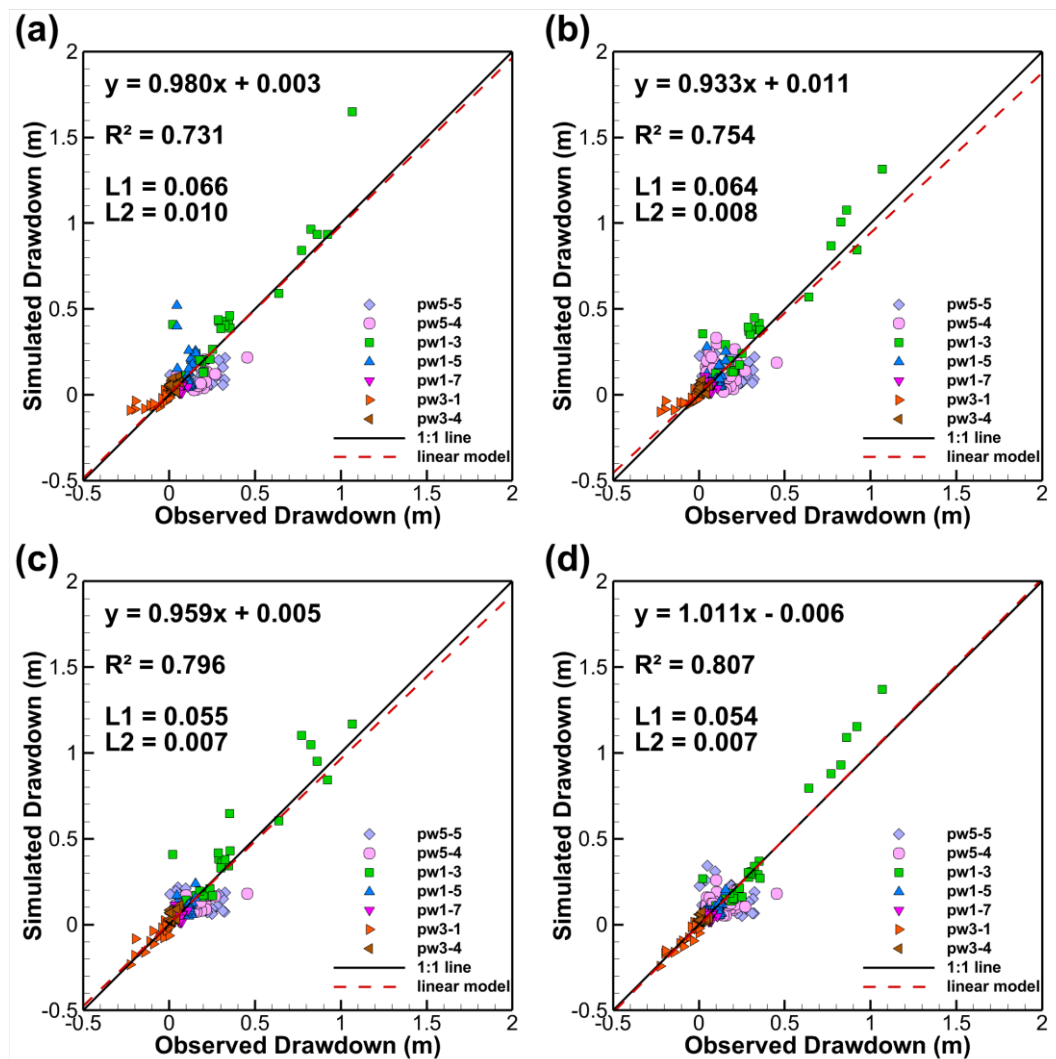 (a)
2
1.5
1
0.5
0
-0.5
-0.5
0
0.5
1
1.5
2
Simulated Drawdown (m)
Observed Drawdown (m)
y = 0.980x + 0.003
R² = 0.731
L1 = 0.066
L2 = 0.010
pw5-5
pw5-4
pw1-3
pw1-5
pw1-7
pw3-1
pw3-4
1:1 line
linear model
(b)
2
1.5
1
0.5
0
-0.5
-0.5
0
0.5
1
1.5
2
Simulated Drawdown (m)
Observed Drawdown (m)
y = 0.933x + 0.011
R² = 0.754
L1 = 0.064
L2 = 0.008
pw5-5
pw5-4
pw1-3
pw1-5
pw1-7
pw3-1
pw3-4
1:1 line
linear model
(c)
2
1.5
1
0.5
0
-0.5
-0.5
0
0.5
1
1.5
2
Simulated Drawdown (m)
Observed Drawdown (m)
y = 0.959x + 0.005
R² = 0.796
L1 = 0.055
L2 = 0.007
pw5-5
pw5-4
pw1-3
pw1-5
pw1-7
pw3-1
pw3-4
1:1 line
linear model
(d)
2
1.5
1
0.5
0
-0.5
-0.5
0
0.5
1
1.5
2
Simulated Drawdown (m)
Observed Drawdown (m)
y = 1.011x - 0.006
R² = 0.807
L1 = 0.054
L2 = 0.007
pw5-5
pw5-4
pw1-3
pw1-5
pw1-7
pw3-1
pw3-4
1:1 line
linear model